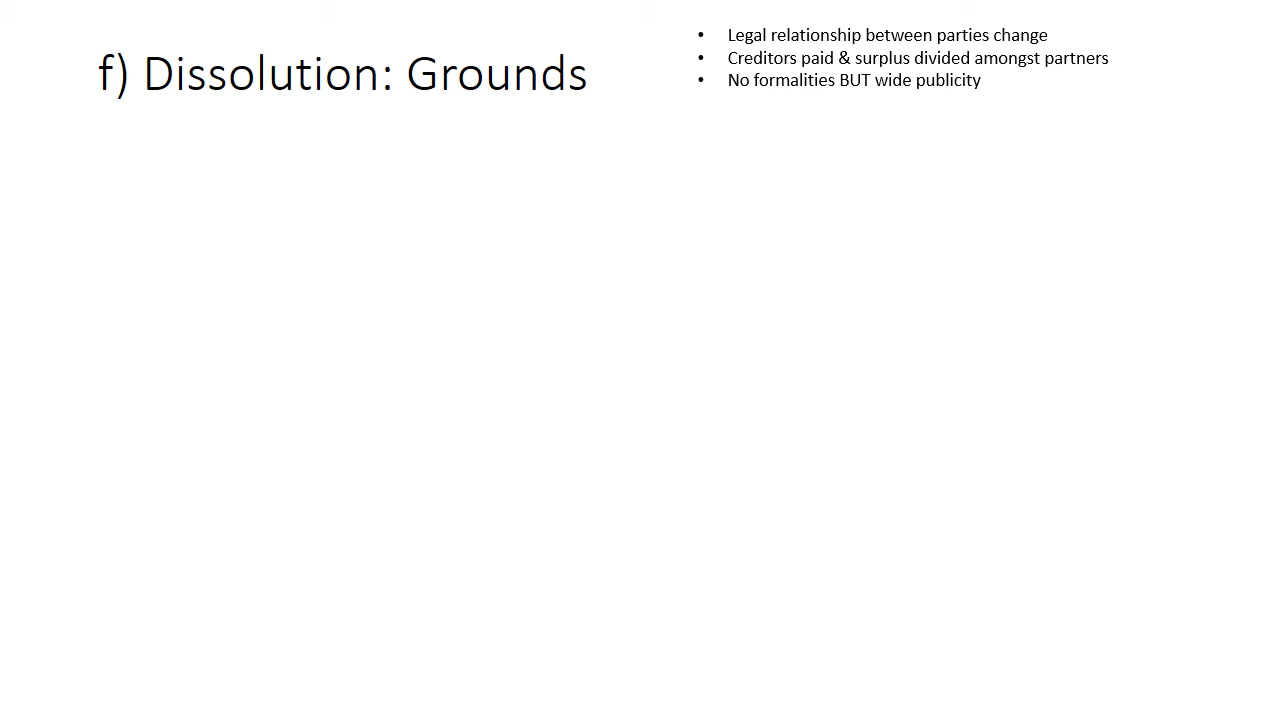 f) Dissolution: Grounds
• Legal relationship between parties change
• Creditors paid & surplus divided amongst partners
• No formalities BUT wide publicity